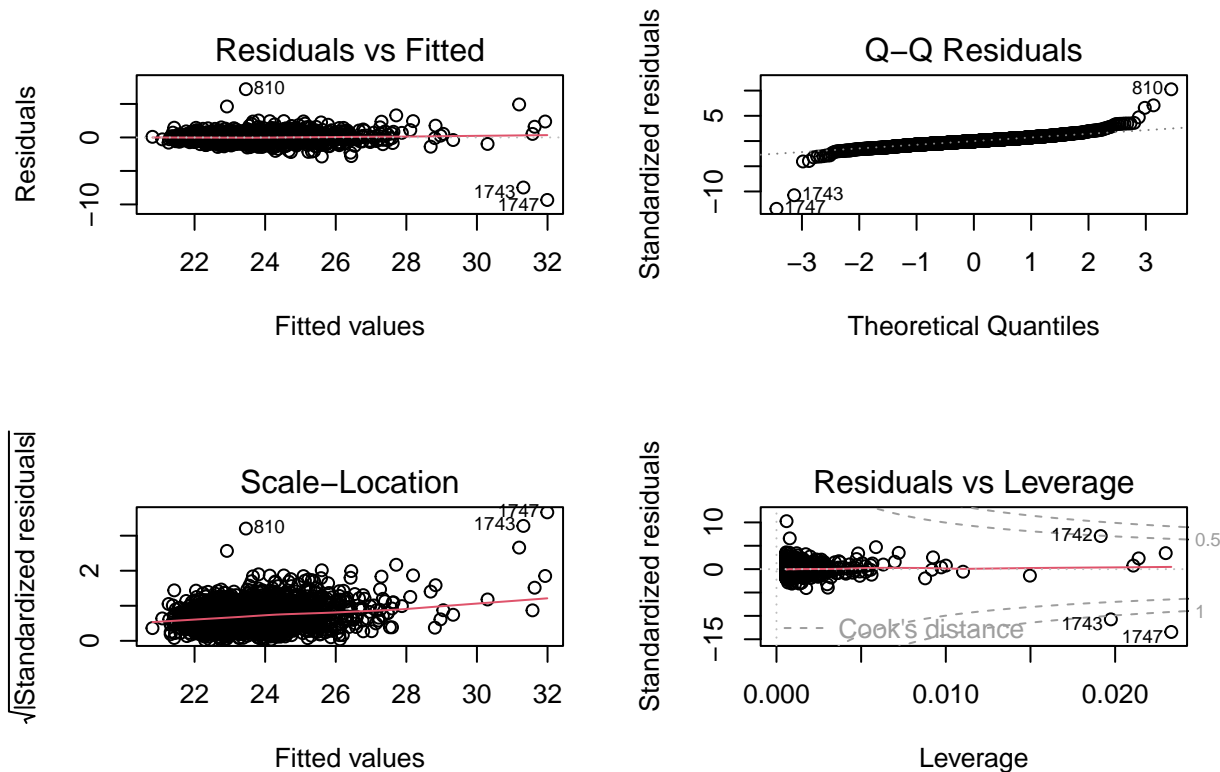 Residuals vs Fitted
Residuals
0
−10
810
1743
1747
22 24 26 28 30 32
Fitted values
Q−Q Residuals
Standardized residuals
5
−10
810
1743
1747
−3 −2 −1 0 1 2 3
Theoretical Quantiles
Scale−Location
√|Standardized residuals|
2
0
810
1747
1743
22 24 26 28 30 32
Fitted values
Residuals vs Leverage
Standardized residuals
10
0
−15
1742
0.5
1
1743
1747
Cook's distance
0.000 0.010 0.020
Leverage